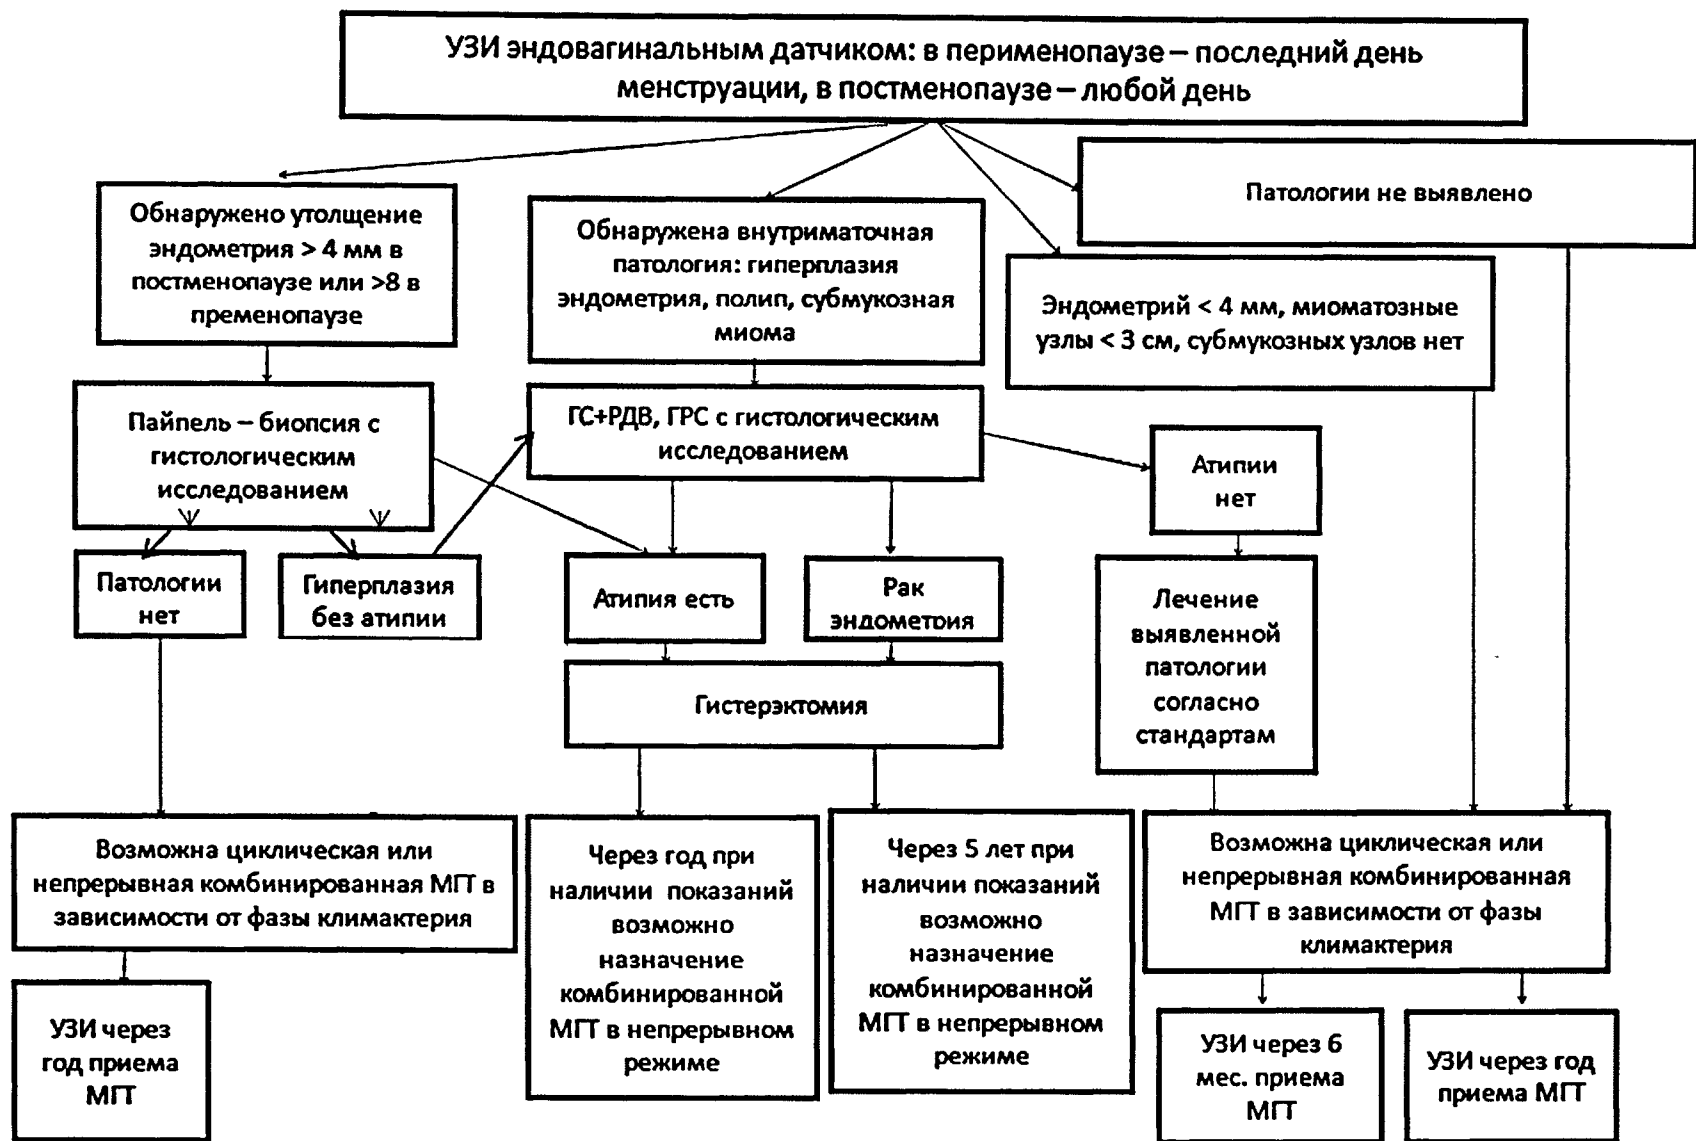 УЗИ эндовагинальным датчиком: в перименопаузе – последний день
менструации, в постменопаузе – любой день
Патологии не выявлено
Обнаружено утолщение
эндометрия > 4 мм в
постменопаузе или >8 в
пременопаузе
Обнаружена внутриматочная
патология: гиперплазия
эндометрия, полип, субмукозная
миома
Эндометрий < 4 мм, миоматозные
узлы < 3 см, субмукозных узлов нет
Пайпель – биопсия с
гистологическим
исследованием
ГС+РДВ, ГРС с гистологическим
исследованием
Атипии
нет
Патологии
нет
Гиперплазия
без атипии
Атипия есть
Рак
эндометрия
Лечение
выявленной
патологии
согласно
стандартам
Гистерэктомия
Возможна циклическая или
непрерывная комбинированная МГТ в
зависимости от фазы климактерия
Через год при
наличии показаний
возможно
назначение
комбинированной
МГТ в непрерывном
режиме
Через 5 лет при
наличии показаний
возможно
назначение
комбинированной
МГТ в непрерывном
режиме
Возможна циклическая или
непрерывная комбинированная
МГТ в зависимости от фазы
климактерия
УЗИ через
год приема
МГТ
УЗИ через 6
мес. приема
МГТ
УЗИ через год
приема МГТ